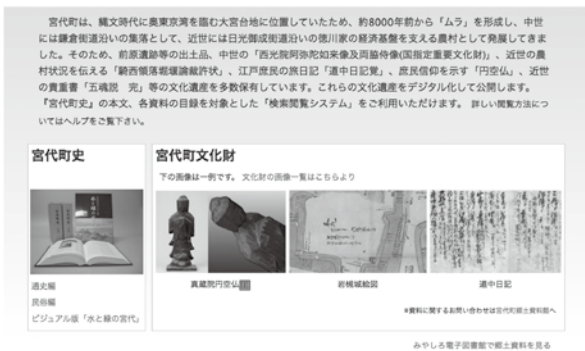 宮代町は、縄文時代に奥東京湾を臨む大宮台地に位置していたため、約8000年前から「ムラ」を形成し、中世
には鎌倉街道沿いの集落として、近世には日光御成街道沿いの徳川家の経済基盤を支える農村として発展してきま
した。そのため、前原遺跡等の出土品、中世の「西光院阿弥陀如来像及両脇侍像(国指定重要文化財)」、近世の農
村状況を伝える「騎西領落堀堰論裁許状」、江戸庶民の旅日記「道中日記覚」、庶民信仰を示す「円空仏」、近世
の貴重書「五魂説　完」等の文化遺産を多数保有しています。これらの文化遺産をデジタル化して公開します。
『宮代町史』の本文、各資料の目録を対象とした「検索閲覧システム」をご利用いただけます。 詳しい閲覧方法につ
いてはヘルプをご覧下さい。
宮代町史
通史編
民俗編
ビジュアル版「水と緑の宮代」
宮代町文化財
下の画像は一例です。 文化財の画像一覧はこちらより
真蔵院円空仏
岩槻城絵図
道中日記
※資料に関するお問い合わせは宮代町郷土資料館へ
みやしろ電子図書館で郷土資料を見る